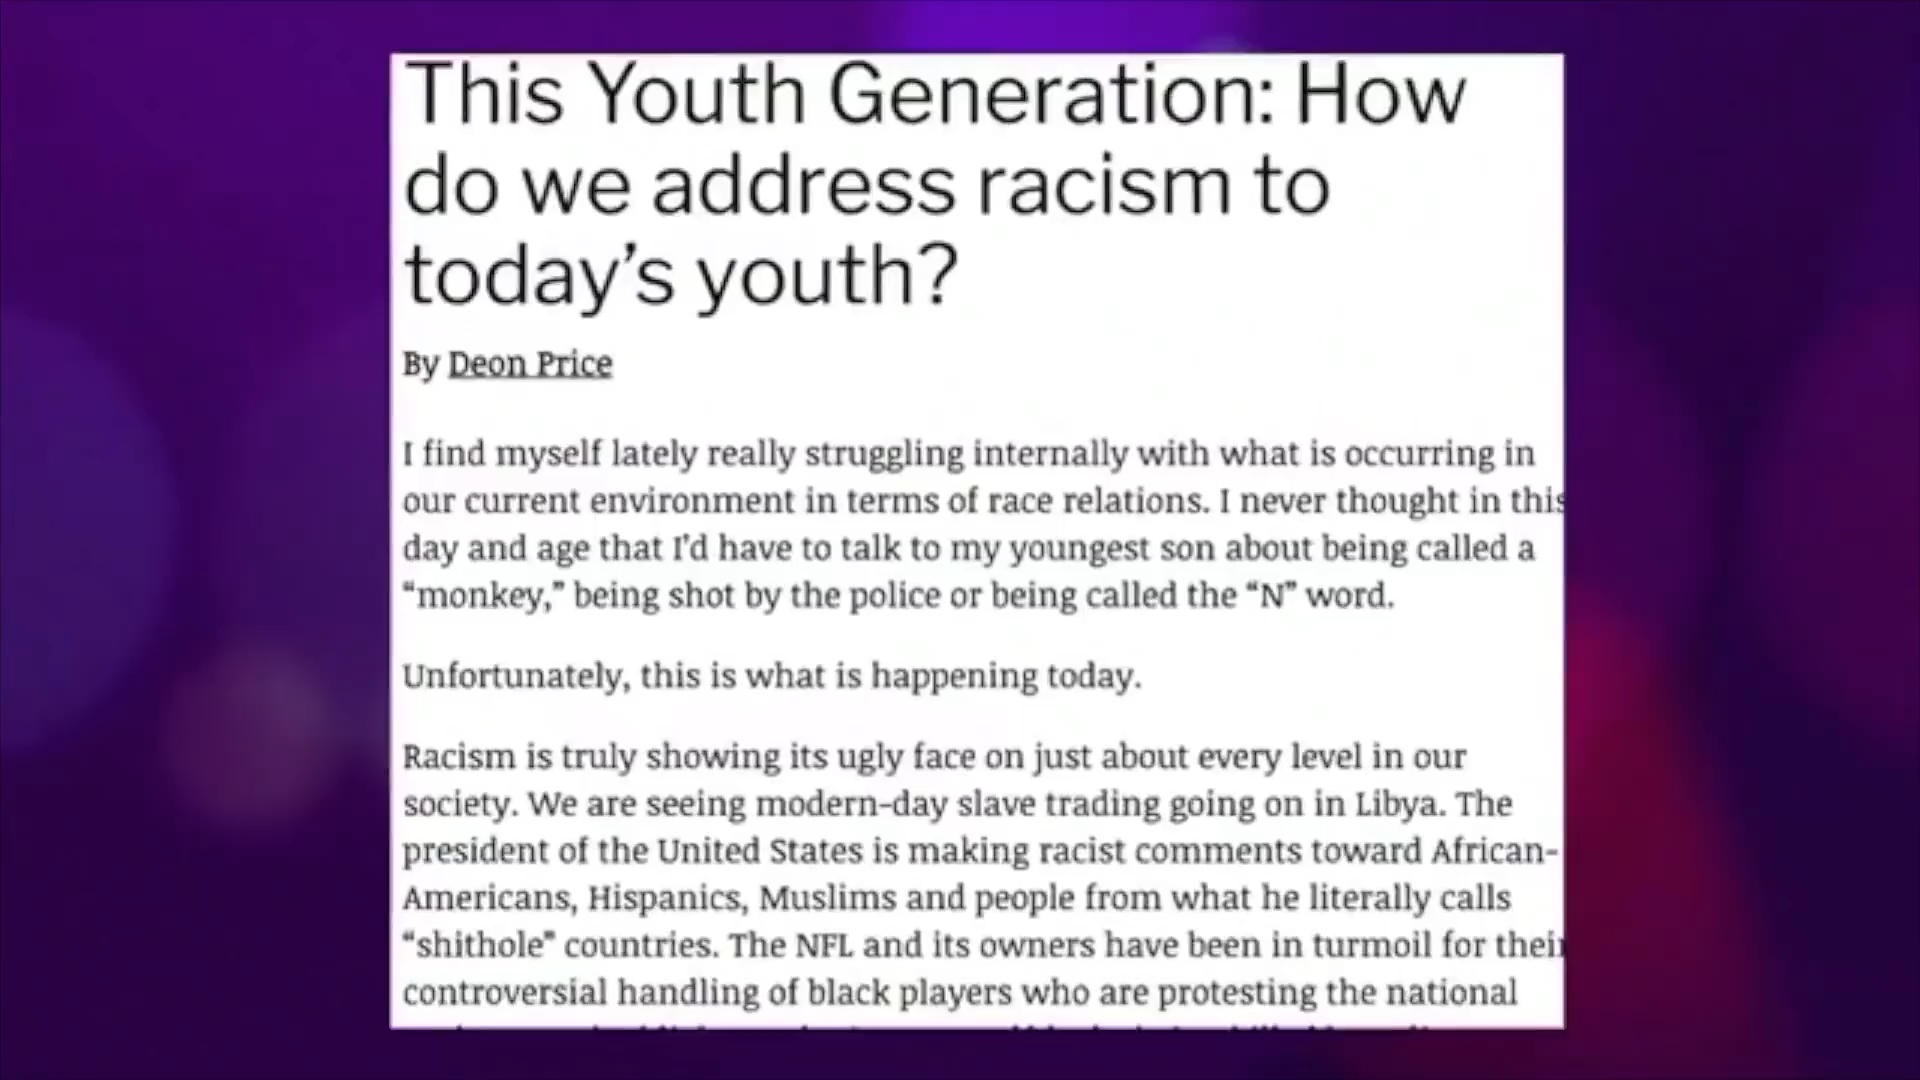 This Youth Generation: How
do we address racism to
today’s youth?
By Deon Price
I find myself lately really struggling internally with what is occurring in
our current environment in terms of race relations. I never thought in this
day and age that I’d have to talk to my youngest son about being called a
“monkey,” being shot by the police or being called the “N” word.
Unfortunately, this is what is happening today.
Racism is truly showing its ugly face on just about every level in our
society. We are seeing modern-day slave trading going on in Libya. The
president of the United States is making racist comments toward African-
Americans, Hispanics, Muslims and people from what he literally calls
“shithole” countries. The NFL and its owners have been in turmoil for their
controversial handling of black players who are protesting the national